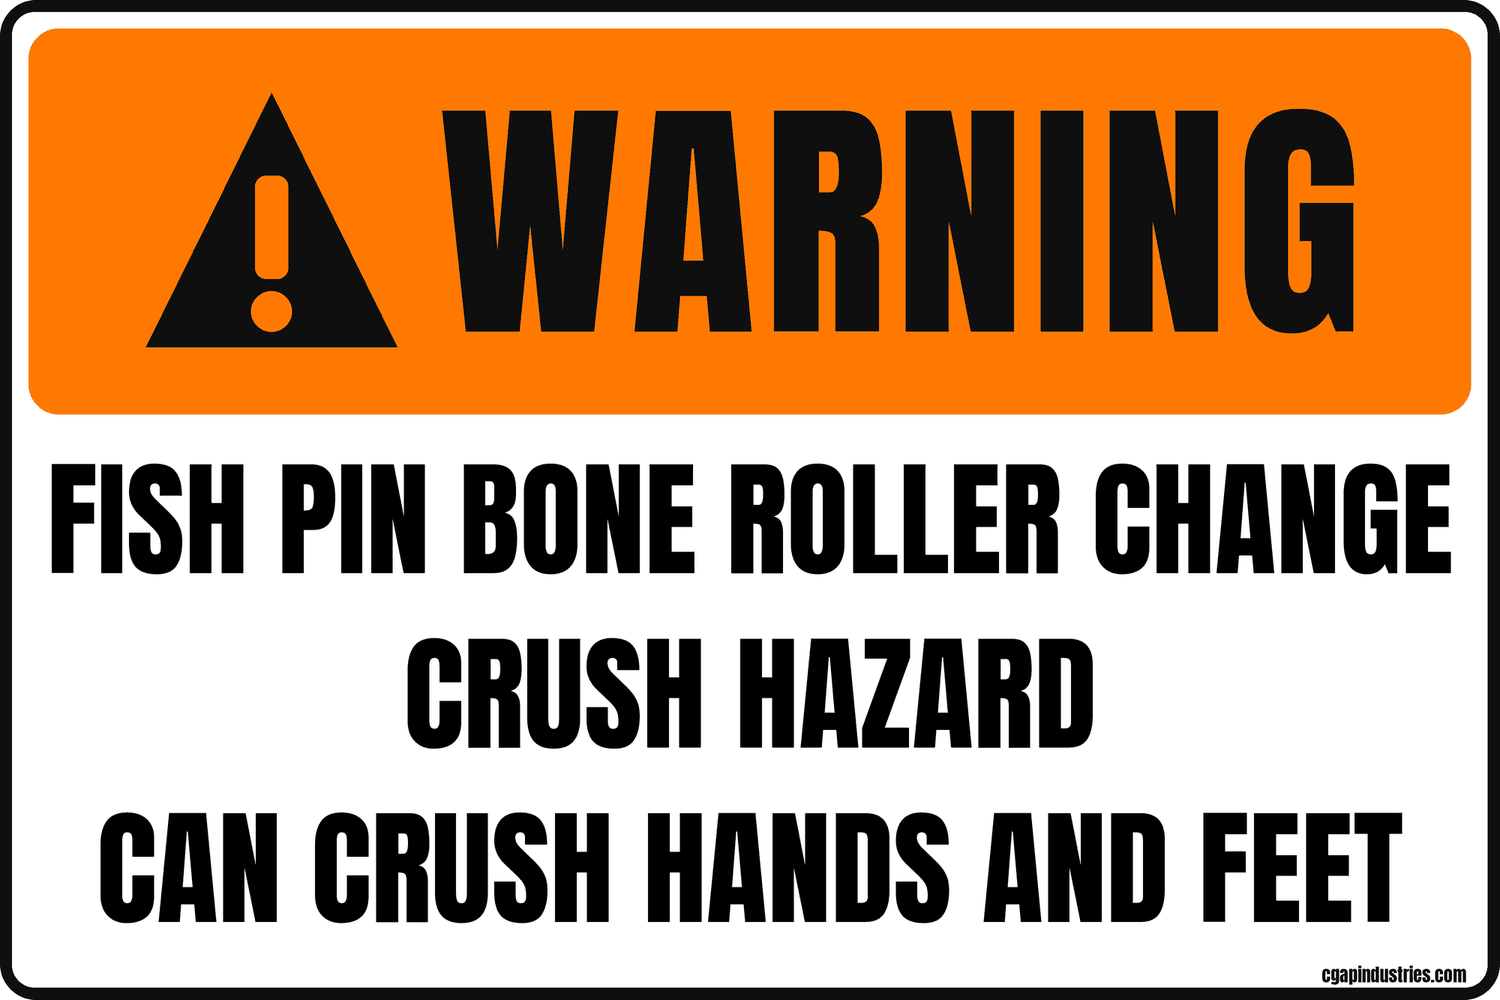 WARNING
FISH PIN BONE ROLLER CHANGE
CRUSH HAZARD
CAN CRUSH HANDS AND FEET
cgapindustries.com